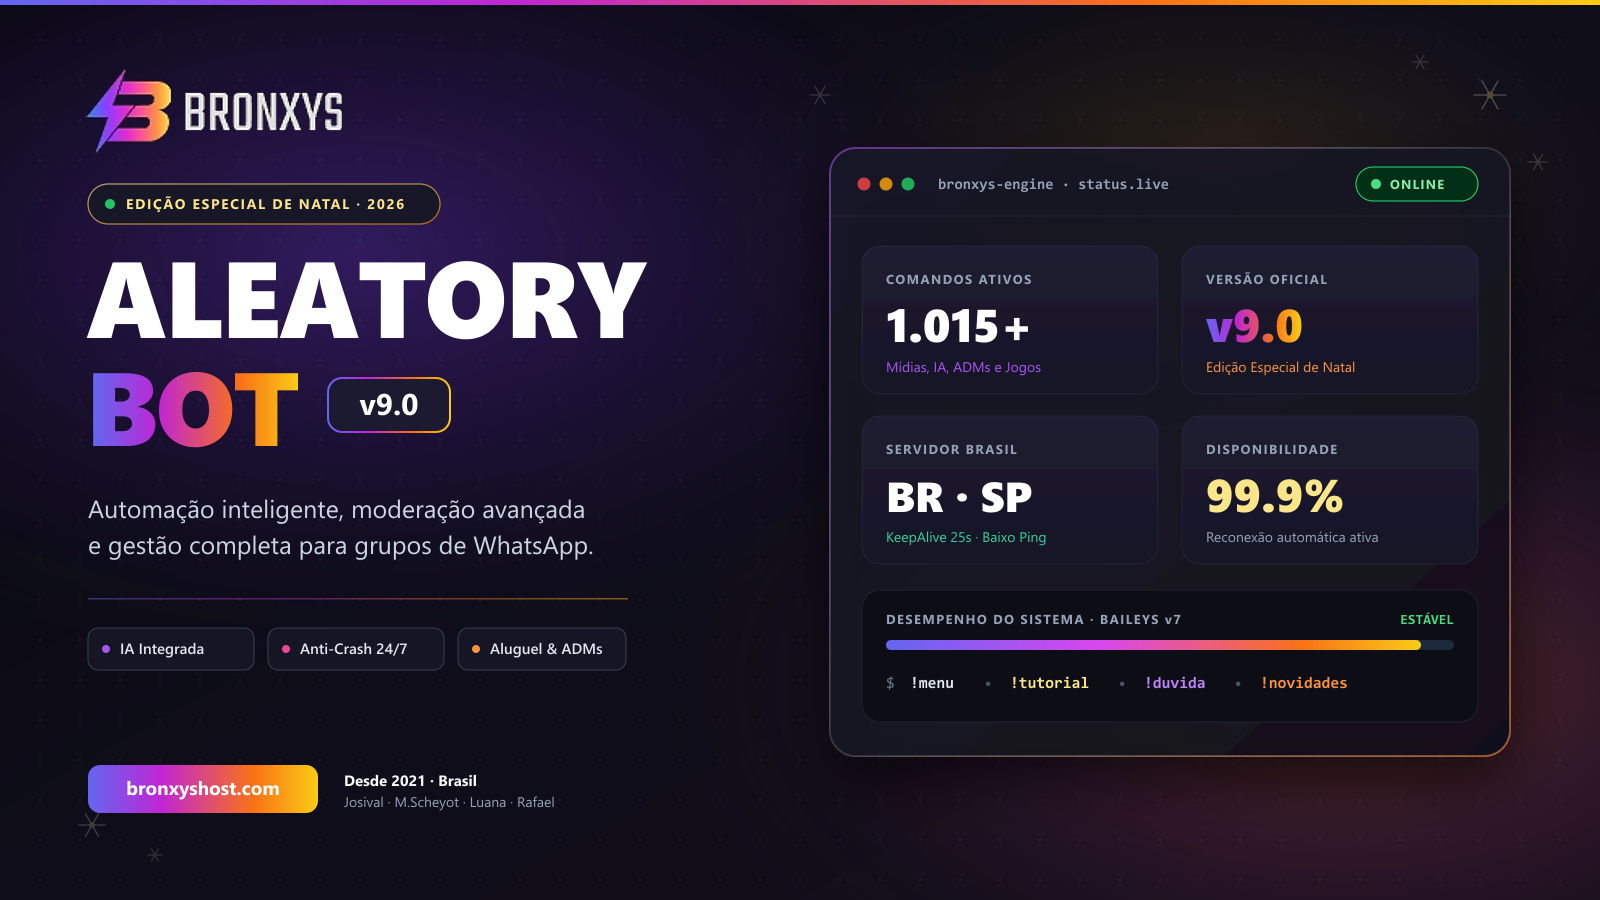 BRONXYS
EDIÇÃO ESPECIAL DE NATAL · 2026
ALEATORY
BOT v9.0
Automação inteligente, moderação avançada
e gestão completa para grupos de WhatsApp.
IA Integrada
Anti-Crash 24/7
Aluguel & ADMs
bronxyshost.com
Desde 2021 · Brasil
Josival · M.Scheyot · Luana · Rafael
bronxys-engine · status.live
ONLINE
COMANDOS ATIVOS
1.015+
Mídias, IA, ADMs e Jogos
VERSÃO OFICIAL
v9.0
Edição Especial de Natal
SERVIDOR BRASIL
BR · SP
KeepAlive 25s · Baixo Ping
DISPONIBILIDADE
99.9%
Reconexão automática ativa
DESEMPENHO DO SISTEMA · BAILEYS v7
ESTÁVEL
$ !menu • !tutorial • !duvida • !novidades